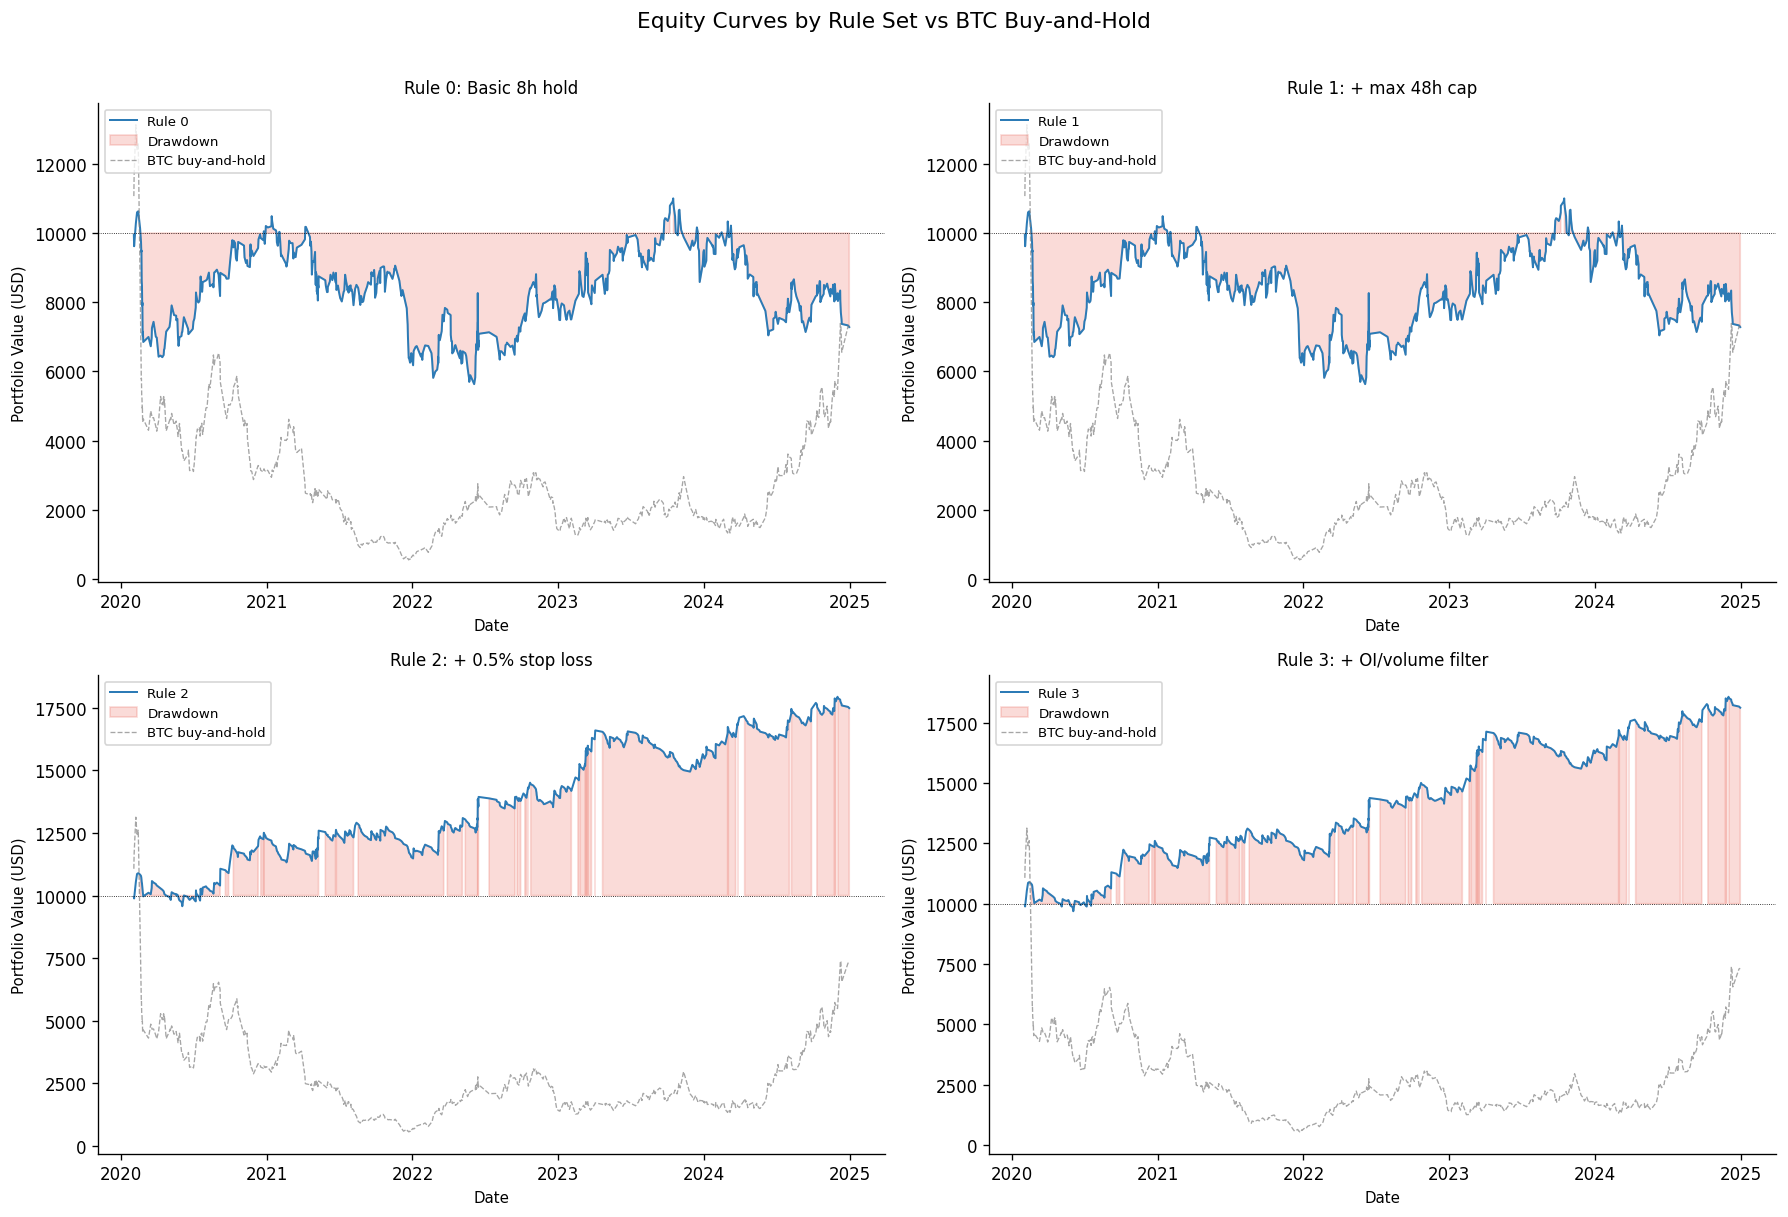 Equity Curves by Rule Set vs BTC Buy-and-Hold
Rule 0: Basic 8h hold
Rule 0
Drawdown
BTC buy-and-hold
Portfolio Value (USD)
12000
10000
8000
6000
4000
2000
0
2020 2021 2022 2023 2024 2025
Date
Rule 1: + max 48h cap
Rule 1
Drawdown
BTC buy-and-hold
Portfolio Value (USD)
12000
10000
8000
6000
4000
2000
0
2020 2021 2022 2023 2024 2025
Date
Rule 2: + 0.5% stop loss
Rule 2
Drawdown
BTC buy-and-hold
Portfolio Value (USD)
17500
15000
12500
10000
7500
5000
2500
0
2020 2021 2022 2023 2024 2025
Date
Rule 3: + OI/volume filter
Rule 3
Drawdown
BTC buy-and-hold
Portfolio Value (USD)
17500
15000
12500
10000
7500
5000
2500
0
2020 2021 2022 2023 2024 2025
Date